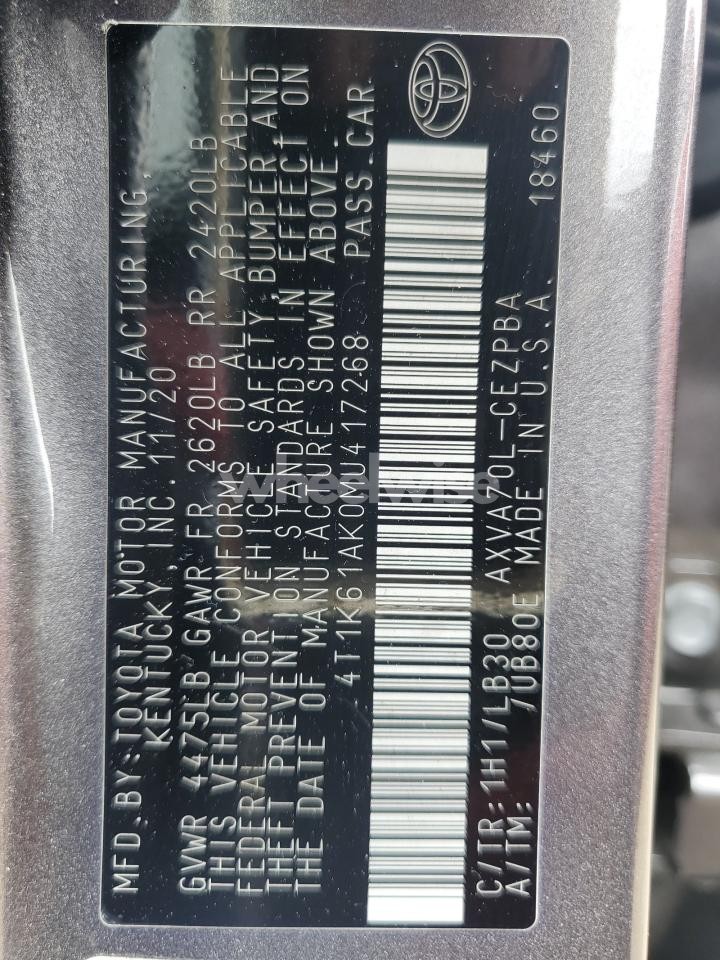 MFD.BY:TOYOTA MOTOR MANUFACTURING,
KENTUCKY,INC.11/20
GVWR 4475LB GAWR FR 2620LB RR 2420LB
THIS VEHICLE CONFORMS TO ALL APPLICABLE
FEDERAL MOTOR VEHICLE SAFETY,BUMPER,AND
THEFT PREVENTION STANDARDS IN EFFECT ON
THE DATE OF MANUFACTURE SHOWN ABOVE.
4T1K61AK0MU417268 PASS.CAR
C/TR:1H1/LB30 AXVA70L-CEZPBA 18460
A/TM: /UB80E MADE IN U.S.A.
wheelwise